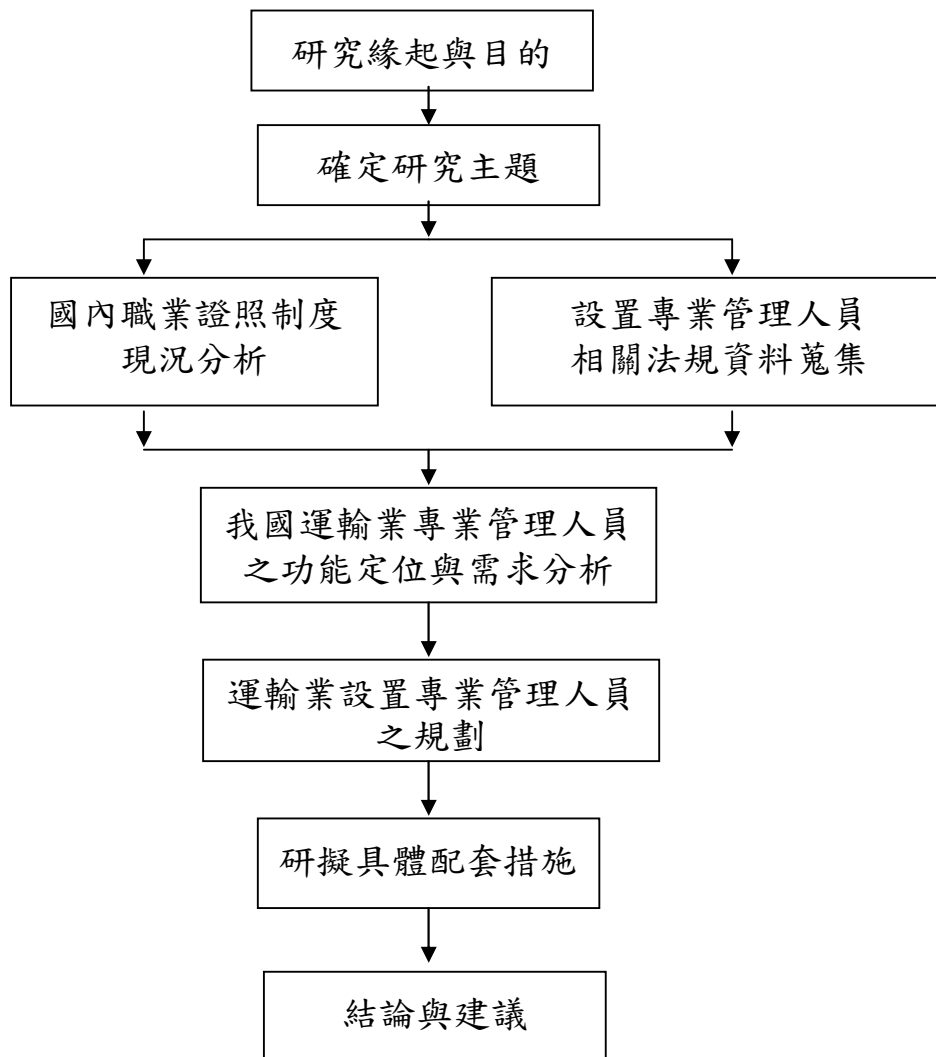 研究緣起與目的
確定研究主題
國內職業證照制度
現況分析
設置專業管理人員
相關法規資料蒐集
我國運輸業專業管理人員
之功能定位與需求分析
運輸業設置專業管理人員
之規劃
研擬具體配套措施
結論與建議